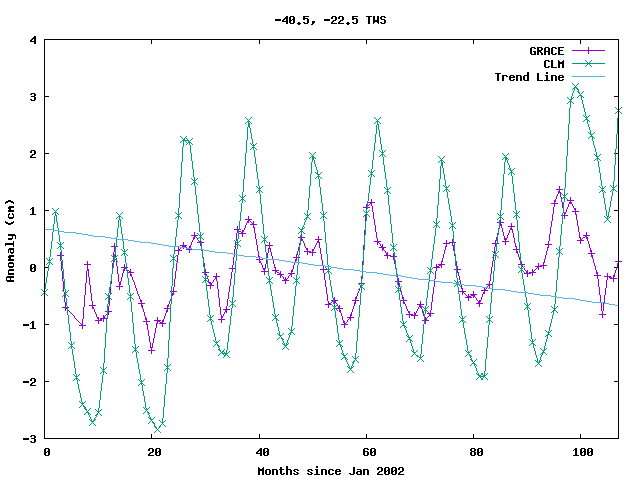 -40.5, -22.5 TWS
GRACE
CLM
Trend Line
4
3
2
1
0
-1
-2
-3
Anomaly (cm)
0 20 40 60 80 100
Months since Jan 2002